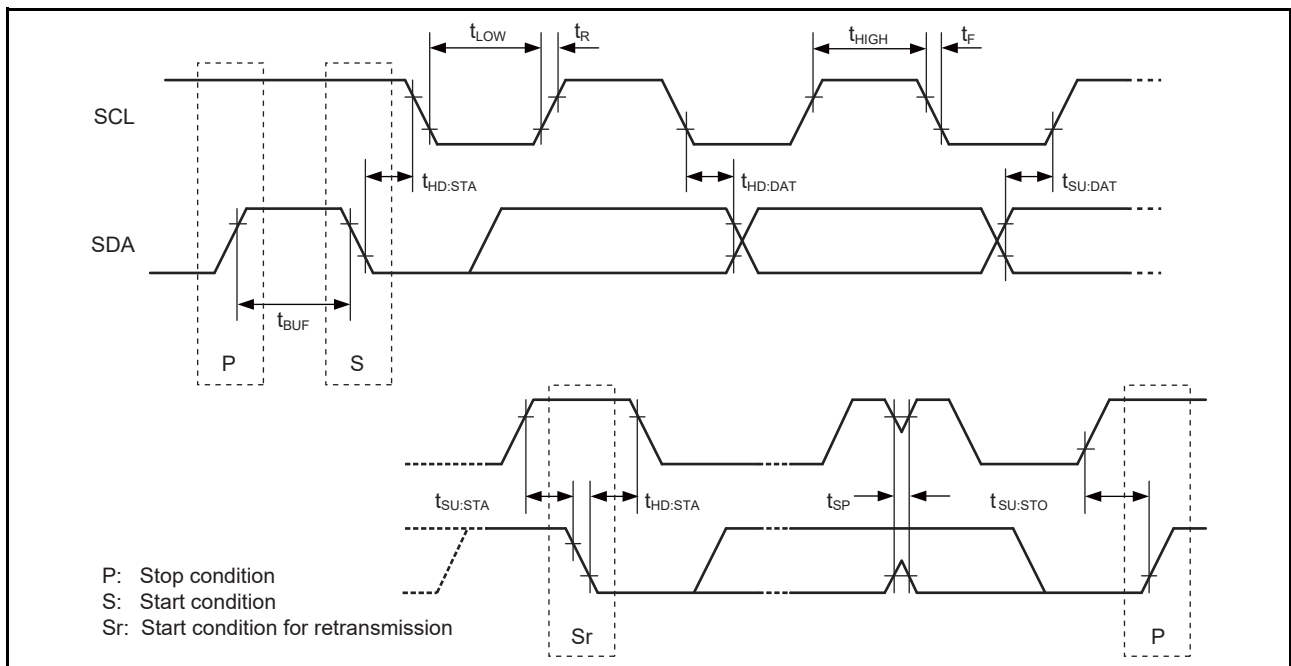 tLOW tR tHIGH tF
SCL
tHD:STA tHD:DAT tSU:DAT
SDA
tBUF
P S
tSU:STA tHD:STA tSP tSU:STO
P: Stop condition
S: Start condition
Sr: Start condition for retransmission
Sr P